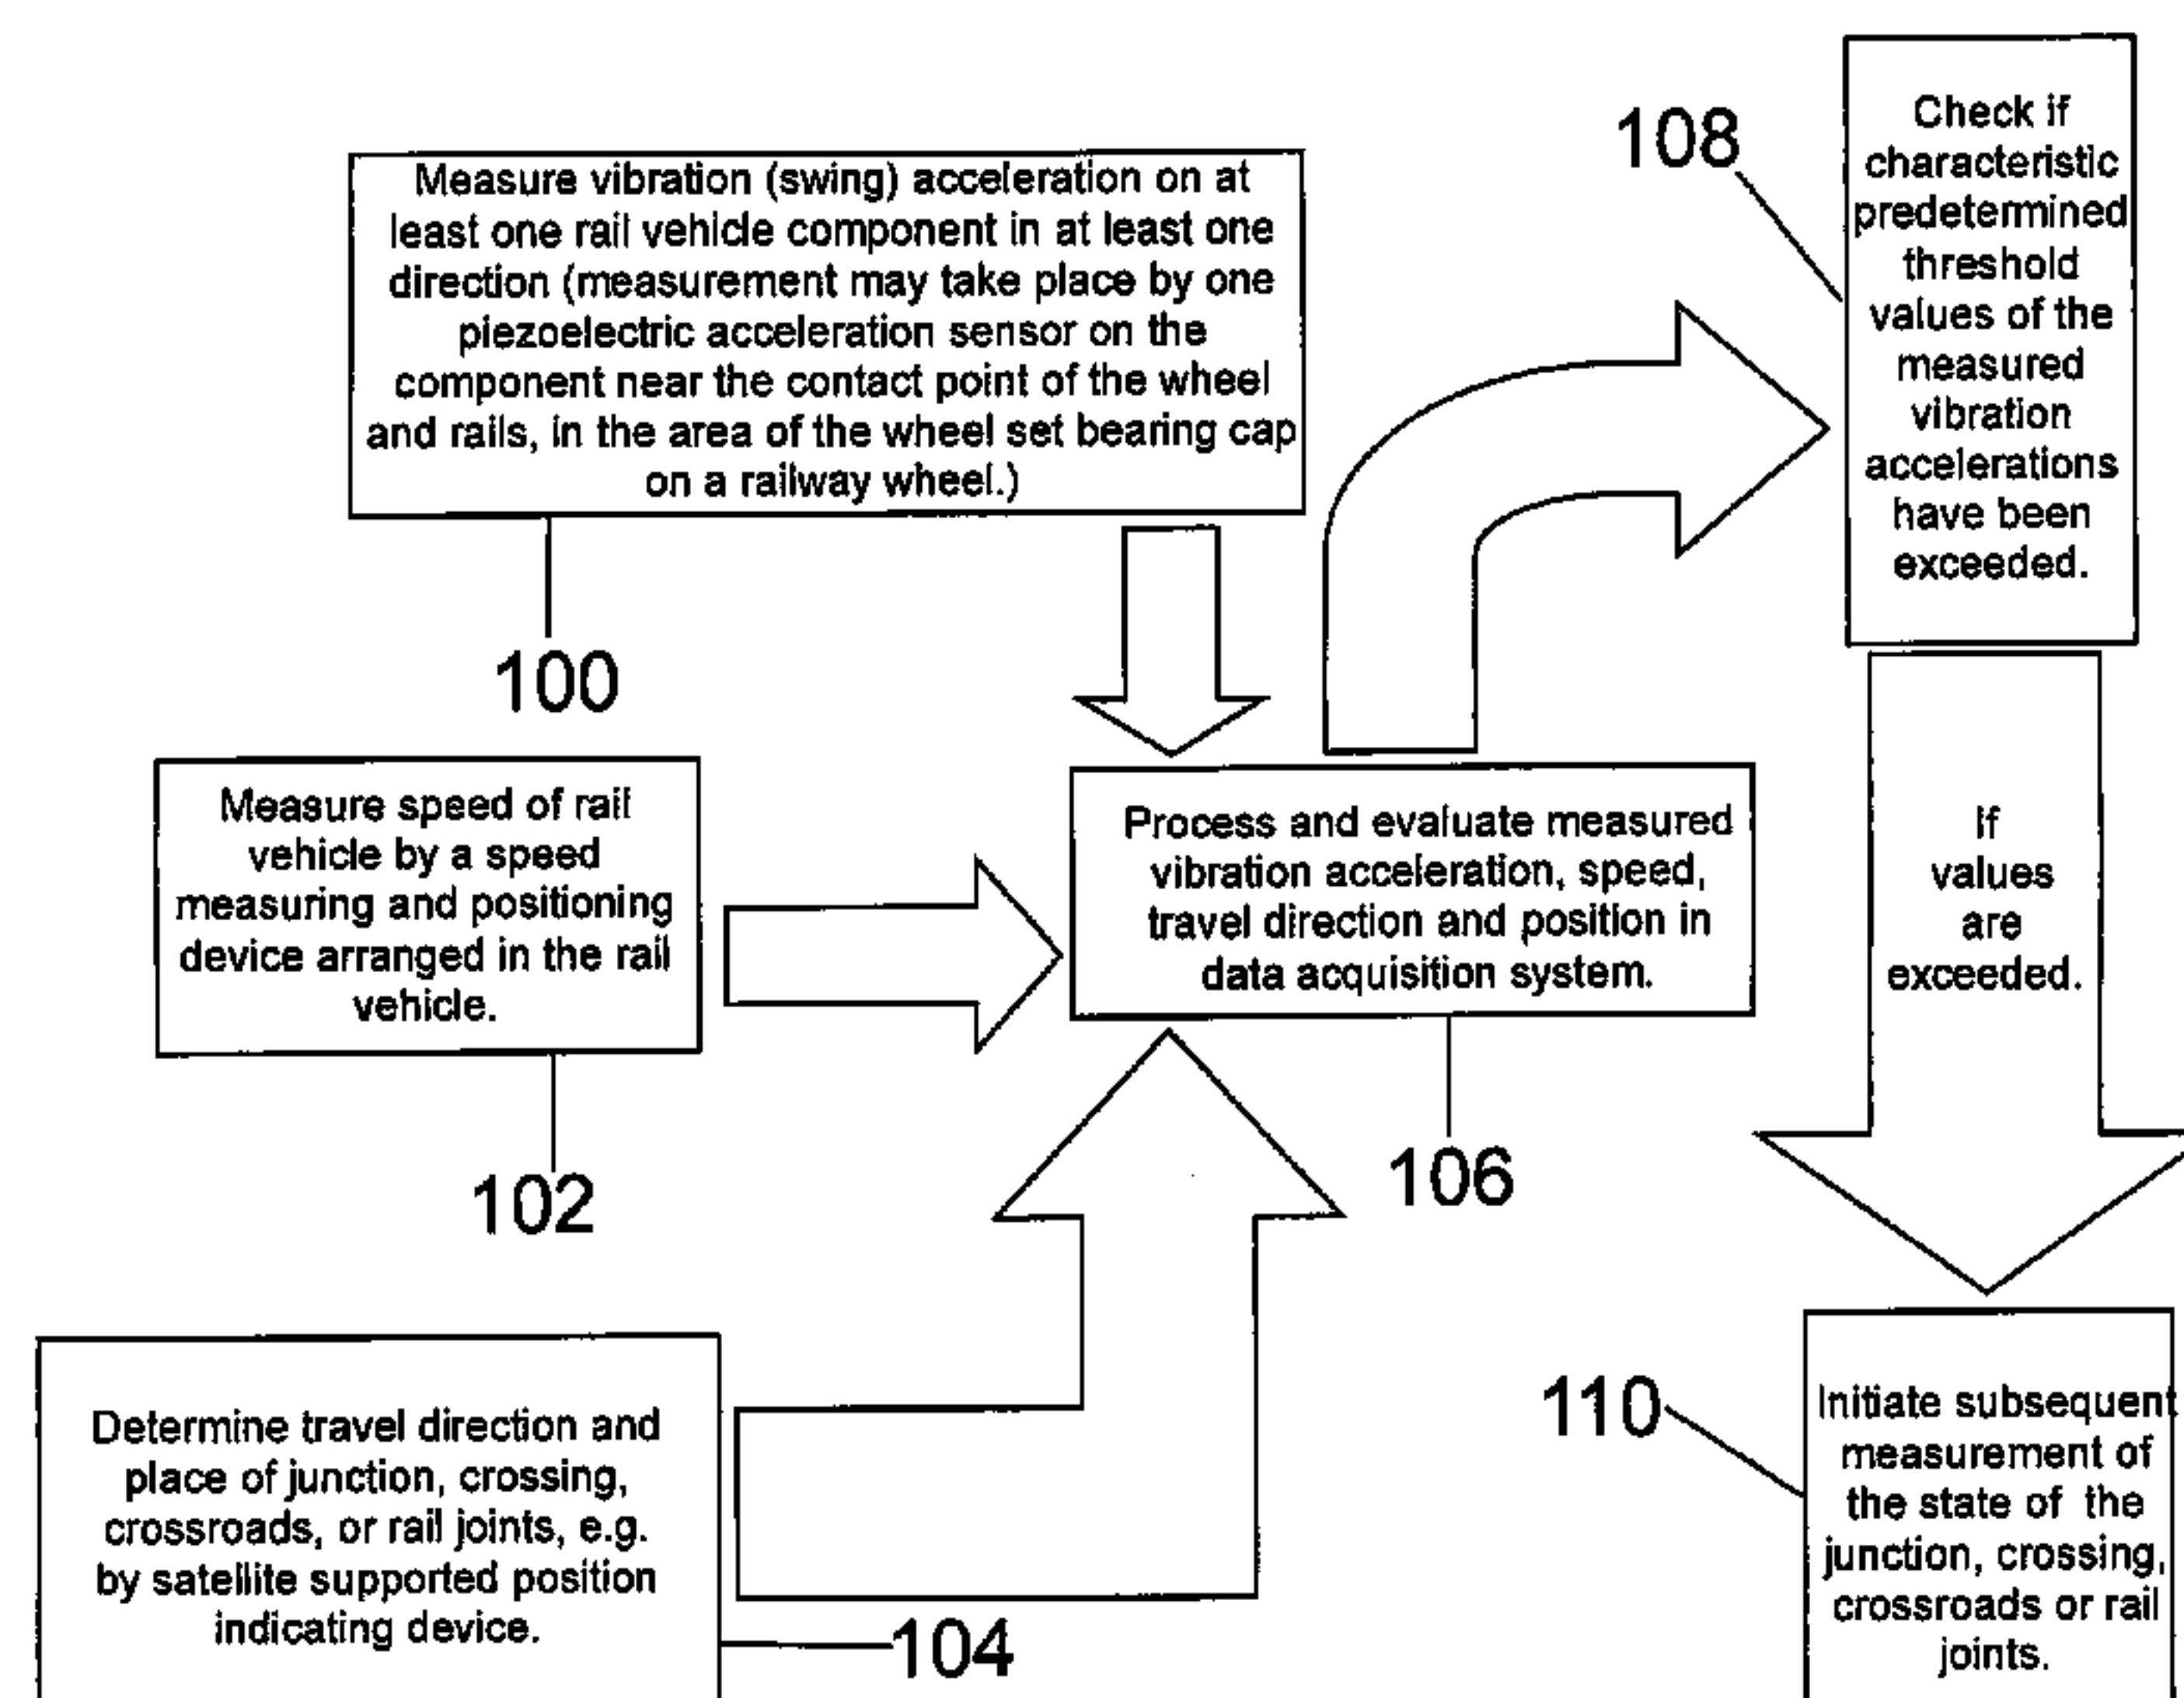 Measure vibration (swing) acceleration on at
least one rail vehicle component in at least one
direction (measurement may take place by one
piezoelectric acceleration sensor on the
component near the contact point of the wheel
and rails, in the area of the wheel set bearing cap
on a railway wheel.)
100
Measure speed of rail
vehicle by a speed
measuring and positioning
device arranged in the rail
vehicle.
102
Determine travel direction and
place of junction, crossing,
crossroads, or rail joints, e.g.
by satellite supported position
indicating device.
104
Process and evaluate measured
vibration acceleration, speed,
travel direction and position in
data acquisition system.
106
108
Check if
characteristic
predetermined
threshold
values of the
measured
vibration
accelerations
have been
exceeded.
If
values
are
exceeded.
110
Initiate subsequent
measurement of
the state of the
junction, crossing,
crossroads or rail
joints.